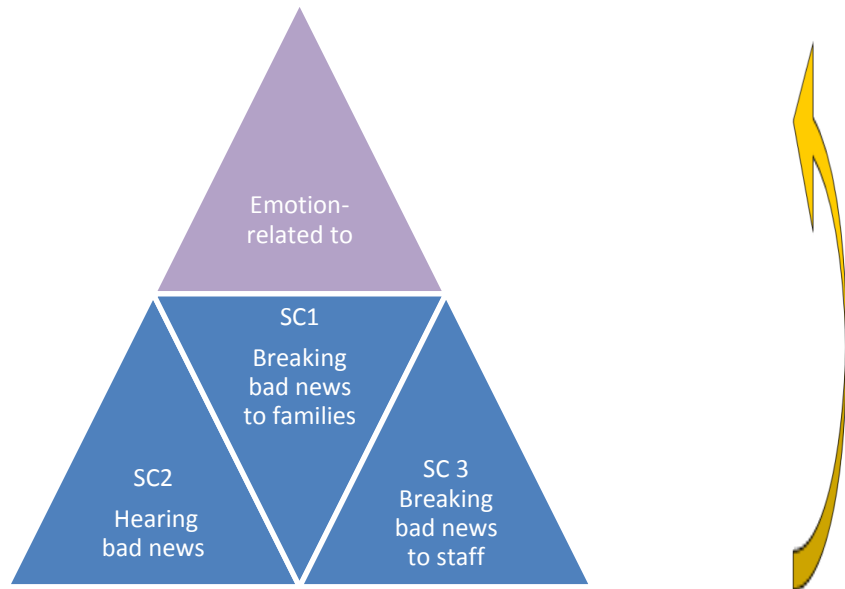 Emotion-
related to
SC1
Breaking
bad news
to families
SC2
Hearing
bad news
SC 3
Breaking
bad news
to staff